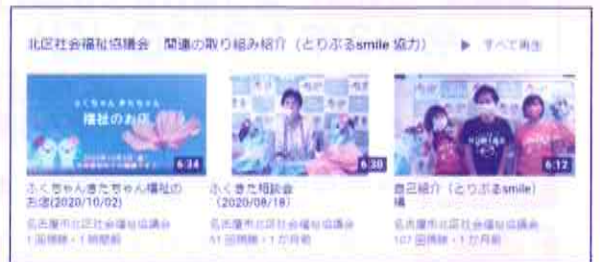 北区社会福祉協議会 関連の取り組み紹介（とりぷるsmile 協力） ▶ すべて再生
ふくちゃん きたちゃん
福祉のお店
6:34
6:30
6:12
ふくちゃんきたちゃん福祉の
お店(2020/10/02)
名古屋市北区社会福祉協議会
1 回視聴・1 時間前
ふくきた相談会
（2020/08/18）
名古屋市北区社会福祉協議会
51 回視聴・1 か月前
自己紹介（とりぷるsmile）
編
名古屋市北区社会福祉協議会
107 回視聴・1 か月前